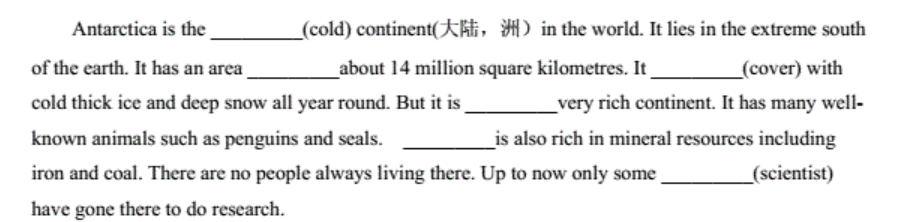 Antarctica is the _________(cold) continent(大陆，洲）in the world. It lies in the extreme south
of the earth. It has an area _________about 14 million square kilometres. It _________(cover) with
cold thick ice and deep snow all year round. But it is _________very rich continent. It has many well-
known animals such as penguins and seals. _________is also rich in mineral resources including
iron and coal. There are no people always living there. Up to now only some _________(scientist)
have gone there to do research.